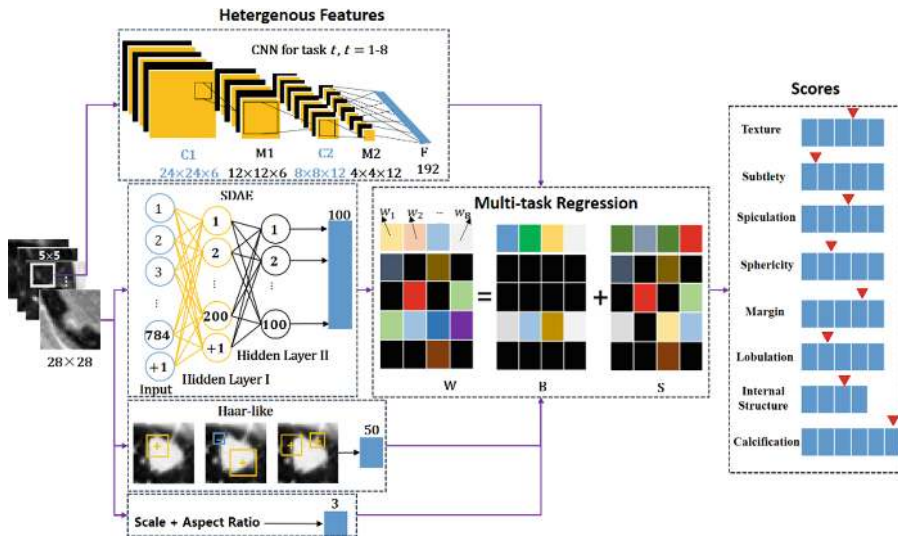 Hetergenous Features
CNN for task t, t = 1-8
C1 M1 C2 M2 F
24×24×6 12×12×6 8×8×12 4×4×12 192
SDAE
1
2
3
⋮
784
+1
Input
1
2
⋮
200
+1
Hidden Layer I
1
2
⋮
100
Hidden Layer II
100
5×5
28×28
Haar-like
50
Scale + Aspect Ratio
3
Multi-task Regression
w1 w2 ... w8
=
+
W B S
Scores
Texture
Subtlety
Spiculation
Sphericity
Margin
Lobulation
Internal
Structure
Calcification